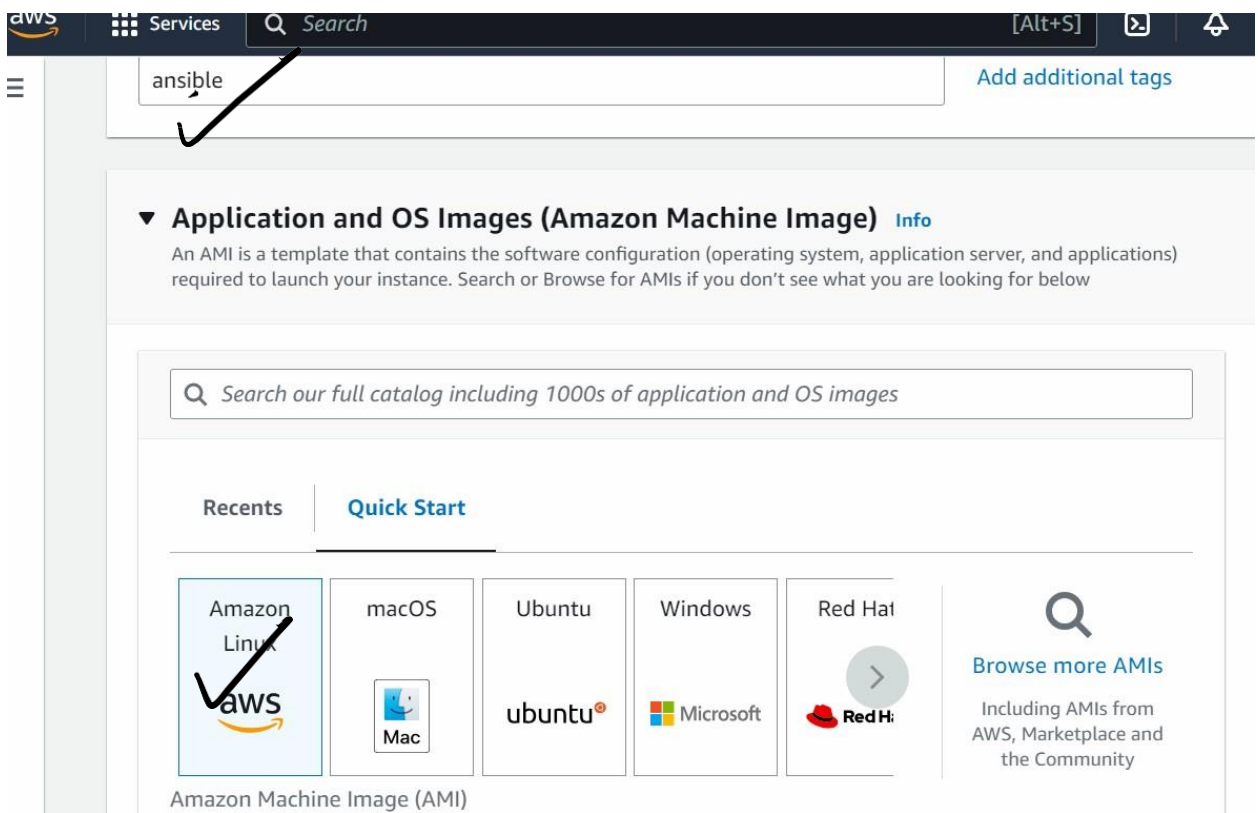 aws Services Search [Alt+S]
ansible Add additional tags
Application and OS Images (Amazon Machine Image) Info
An AMI is a template that contains the software configuration (operating system, application server, and applications)
required to launch your instance. Search or Browse for AMIs if you don't see what you are looking for below
Search our full catalog including 1000s of application and OS images
Recents Quick Start
Amazon
Linux
aws
macOS
Mac
Ubuntu
ubuntu
Windows
Microsoft
Red Hat
Red Ha
Browse more AMIs
Including AMIs from
AWS, Marketplace and
the Community
Amazon Machine Image (AMI)